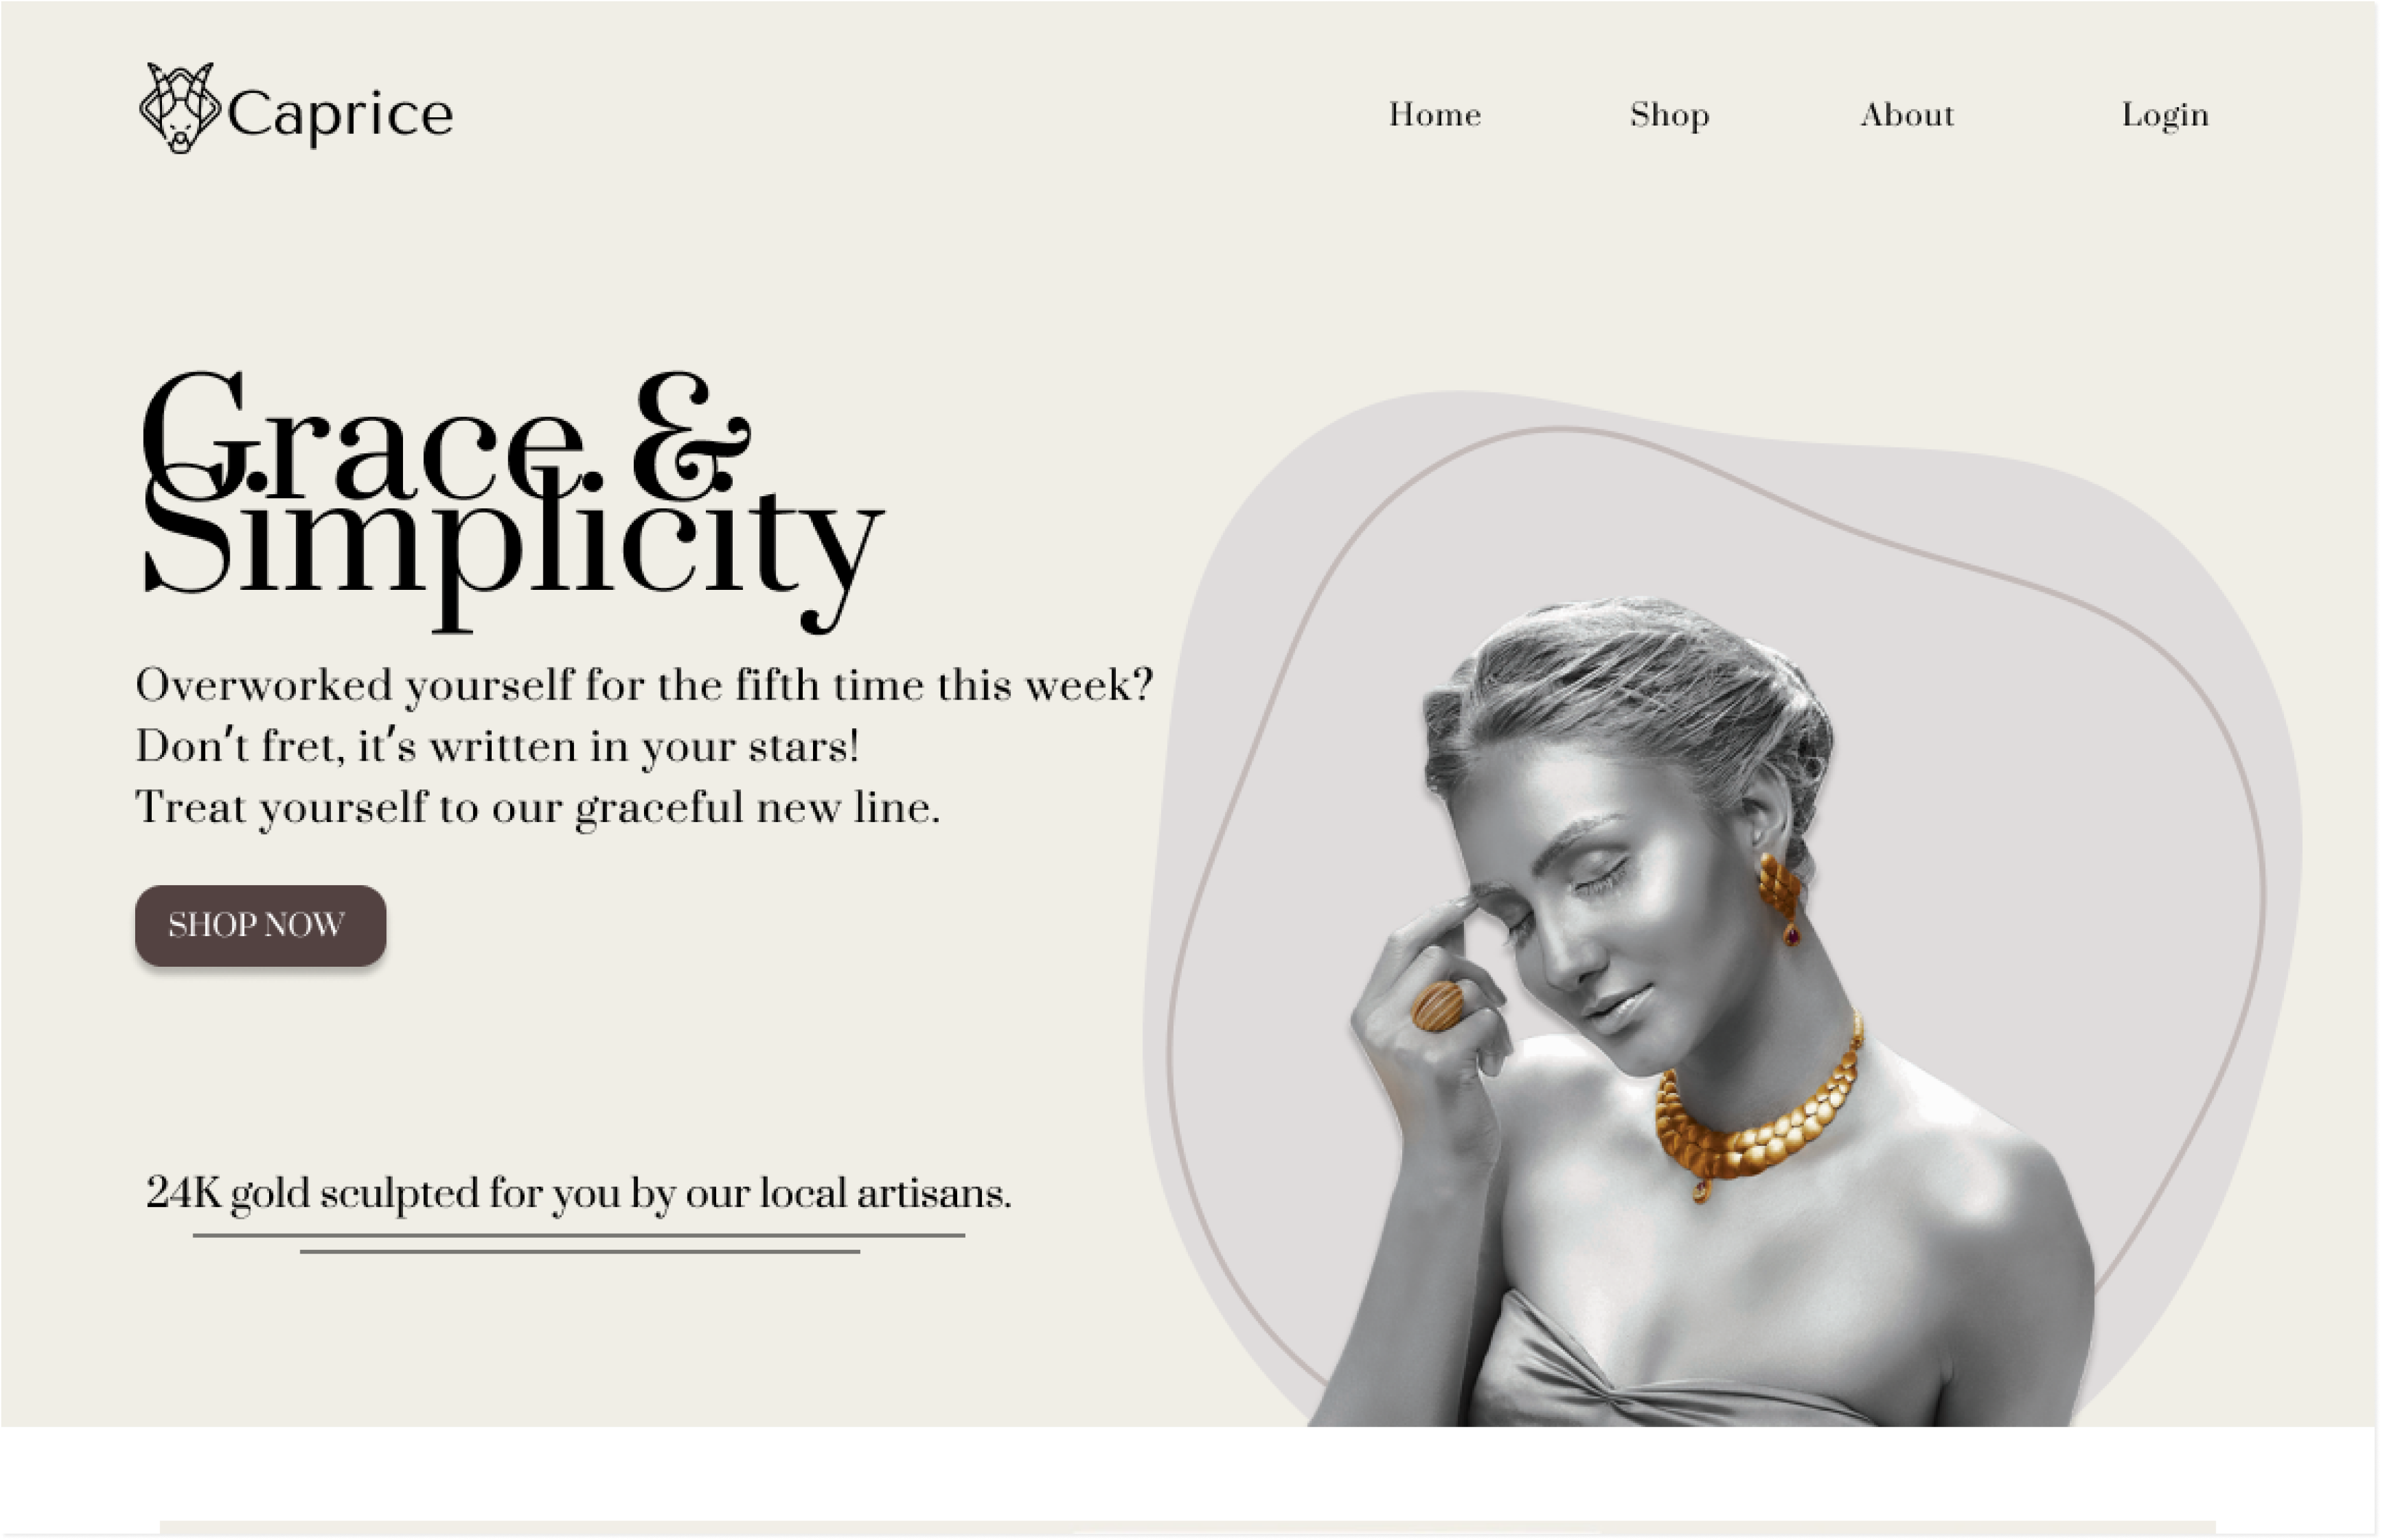 Caprice
Home Shop About Login
Grace &
Simplicity
Overworked yourself for the fifth time this week?
Don't fret, it's written in your stars!
Treat yourself to our graceful new line.
SHOP NOW
24K gold sculpted for you by our local artisans.